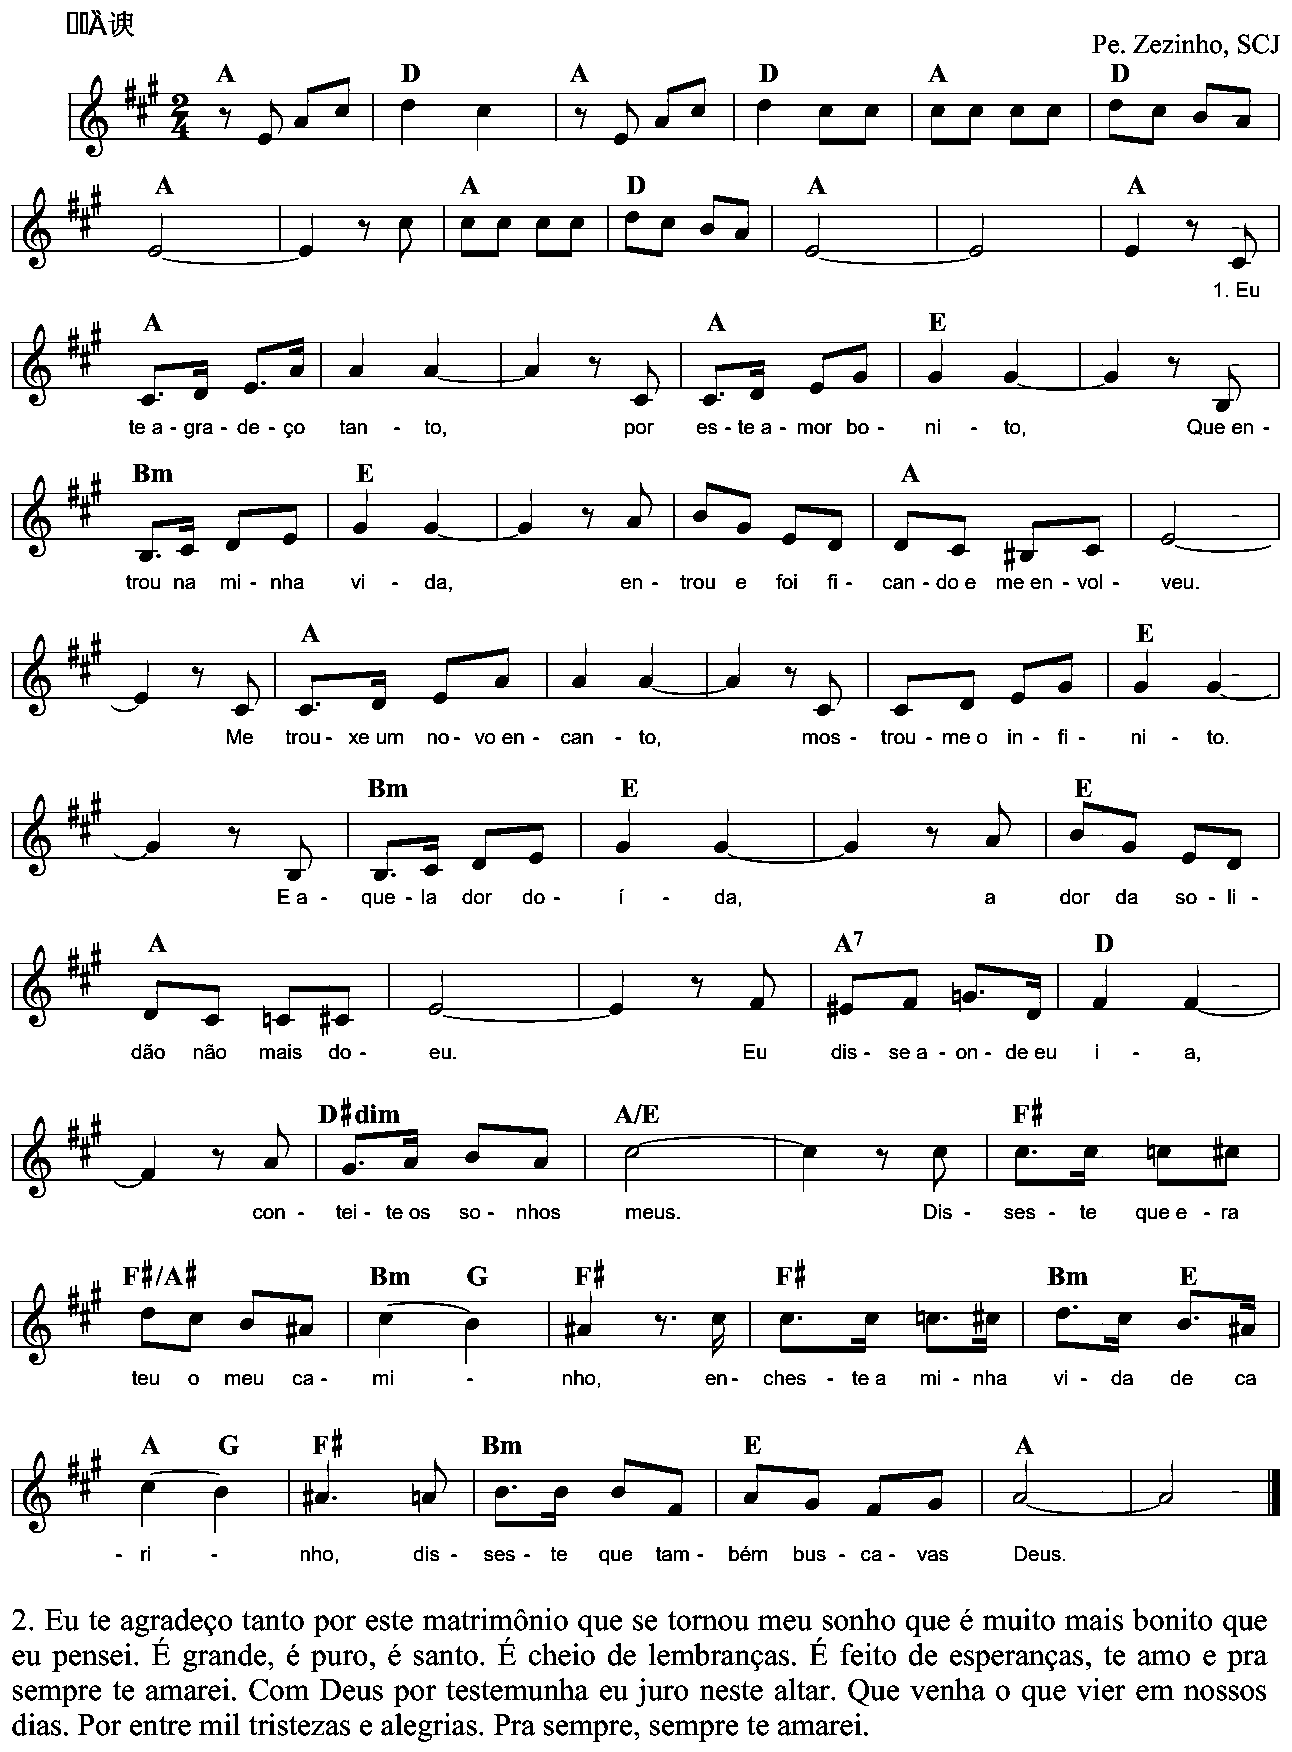 Pe. Zezinho, SCJ
A D A D A D
2/4
A A D A A
1. Eu
A A E
te a - gra - de - ço tan - to, por es - te a - mor bo - ni - to, Que en -
Bm E A
trou na mi - nha vi - da, en - trou e foi fi - can - do e me en - vol - veu.
A E
Me trou - xe um no - vo en - can - to, mos - trou - me o in - fi - ni - to.
Bm E E
E a - que - la dor do - í - da, a dor da so - li -
A A7 D
dão não mais do - eu. Eu dis - se a - on - de eu i - a,
D♯dim A/E F♯
con - tei - te os so - nhos meus. Dis - ses - te que e - ra
F♯/A♯ Bm G F♯ F♯ Bm E
teu o meu ca - mi - nho, en - ches - te a mi - nha vi - da de ca
A G F♯ Bm E A
- ri - nho, dis - ses - te que tam - bém bus - ca - vas Deus.
2. Eu te agradeço tanto por este matrimônio que se tornou meu sonho que é muito mais bonito que
eu pensei. É grande, é puro, é santo. É cheio de lembranças. É feito de esperanças, te amo e pra
sempre te amarei. Com Deus por testemunha eu juro neste altar. Que venha o que vier em nossos
dias. Por entre mil tristezas e alegrias. Pra sempre, sempre te amarei.